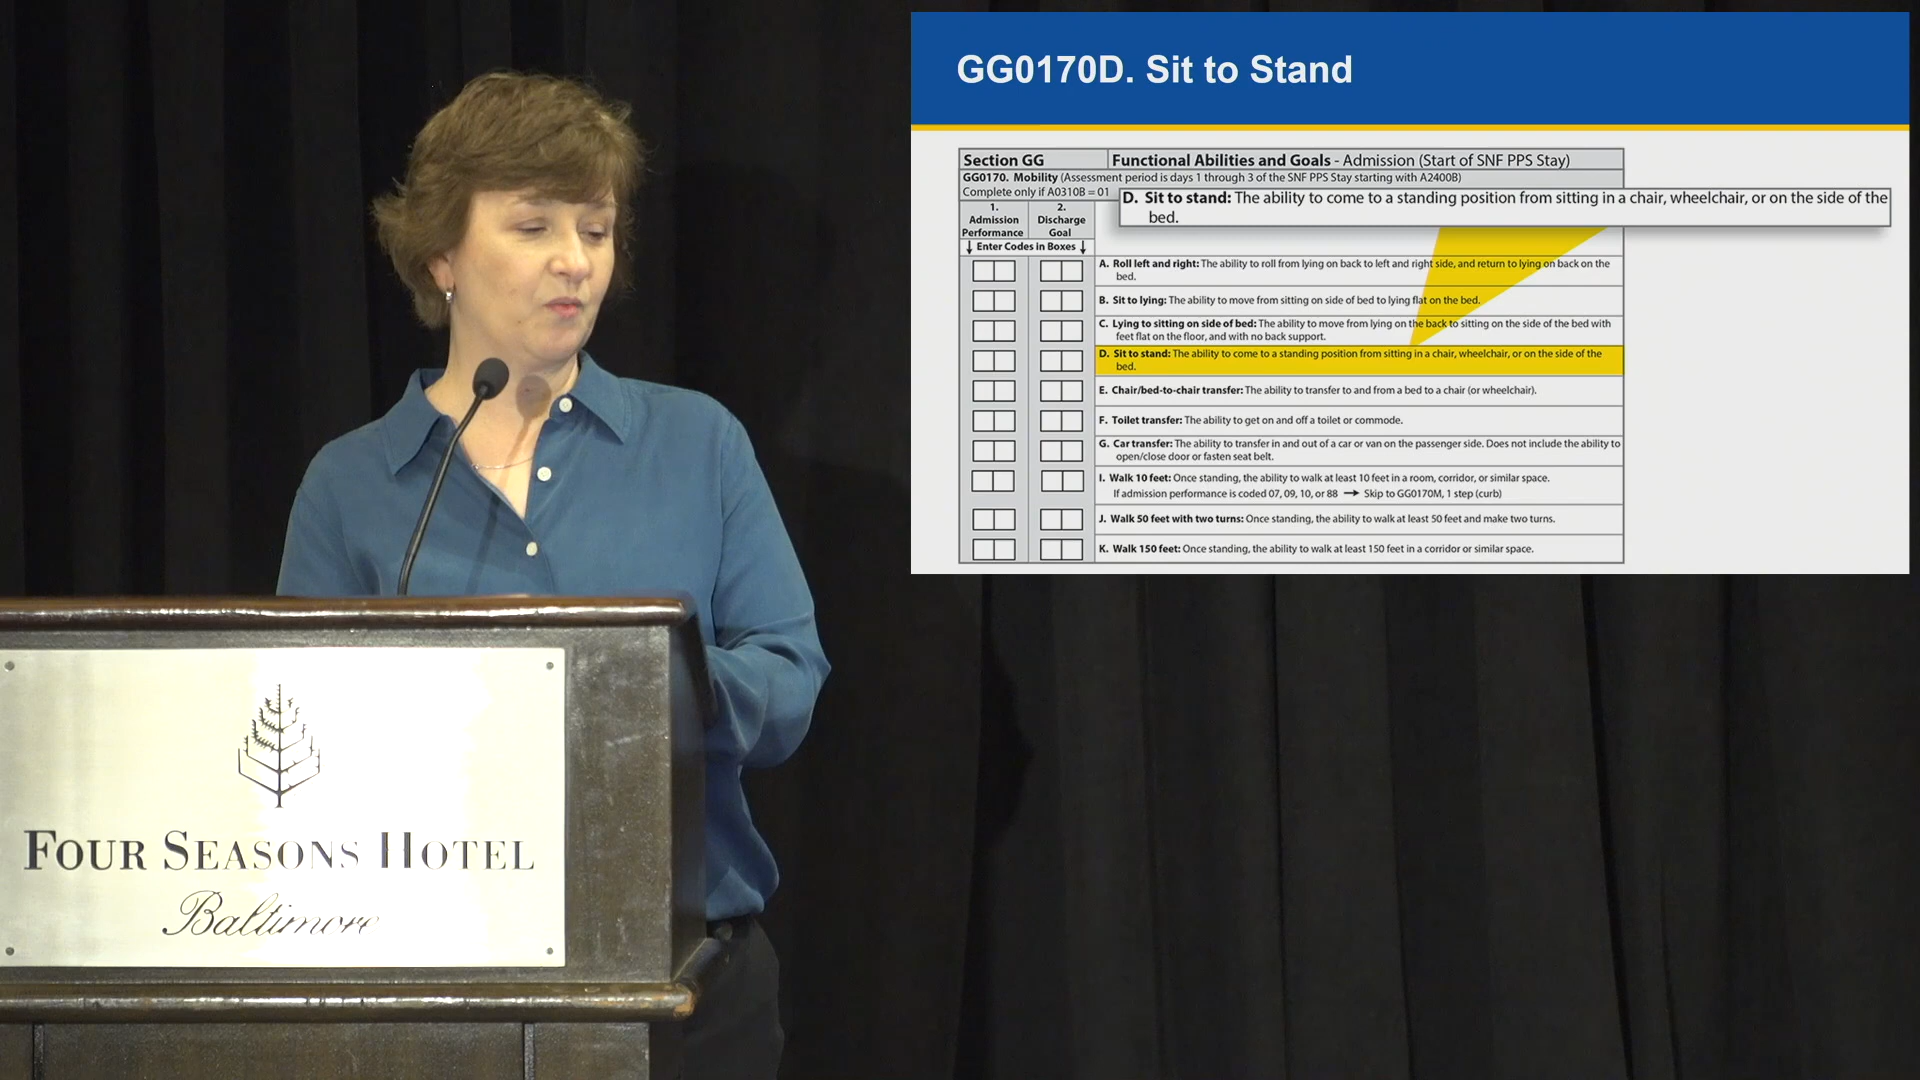 GG0170D. Sit to Stand
Section GG
Functional Abilities and Goals - Admission (Start of SNF PPS Stay)
GG0170. Mobility (Assessment period is days 1 through 3 of the SNF PPS Stay starting with A2400B)
Complete only if A0310B = 01
D. Sit to stand: The ability to come to a standing position from sitting in a chair, wheelchair, or on the side of the
bed.
1.
Admission
Performance
2.
Discharge
Goal
↓ Enter Codes in Boxes ↓
A. Roll left and right: The ability to roll from lying on back to left and right side, and return to lying on back on the
bed.
B. Sit to lying: The ability to move from sitting on side of bed to lying flat on the bed.
C. Lying to sitting on side of bed: The ability to move from lying on the back to sitting on the side of the bed with
feet flat on the floor, and with no back support.
D. Sit to stand: The ability to come to a standing position from sitting in a chair, wheelchair, or on the side of the
bed.
E. Chair/bed-to-chair transfer: The ability to transfer to and from a bed to a chair (or wheelchair).
F. Toilet transfer: The ability to get on and off a toilet or commode.
G. Car transfer: The ability to transfer in and out of a car or van on the passenger side. Does not include the ability to
open/close door or fasten seat belt.
I. Walk 10 feet: Once standing, the ability to walk at least 10 feet in a room, corridor, or similar space.
If admission performance is coded 07, 09, 10, or 88 → Skip to GG0170M, 1 step (curb)
J. Walk 50 feet with two turns: Once standing, the ability to walk at least 50 feet and make two turns.
K. Walk 150 feet: Once standing, the ability to walk at least 150 feet in a corridor or similar space.
FOUR SEASONS HOTEL
Baltimore